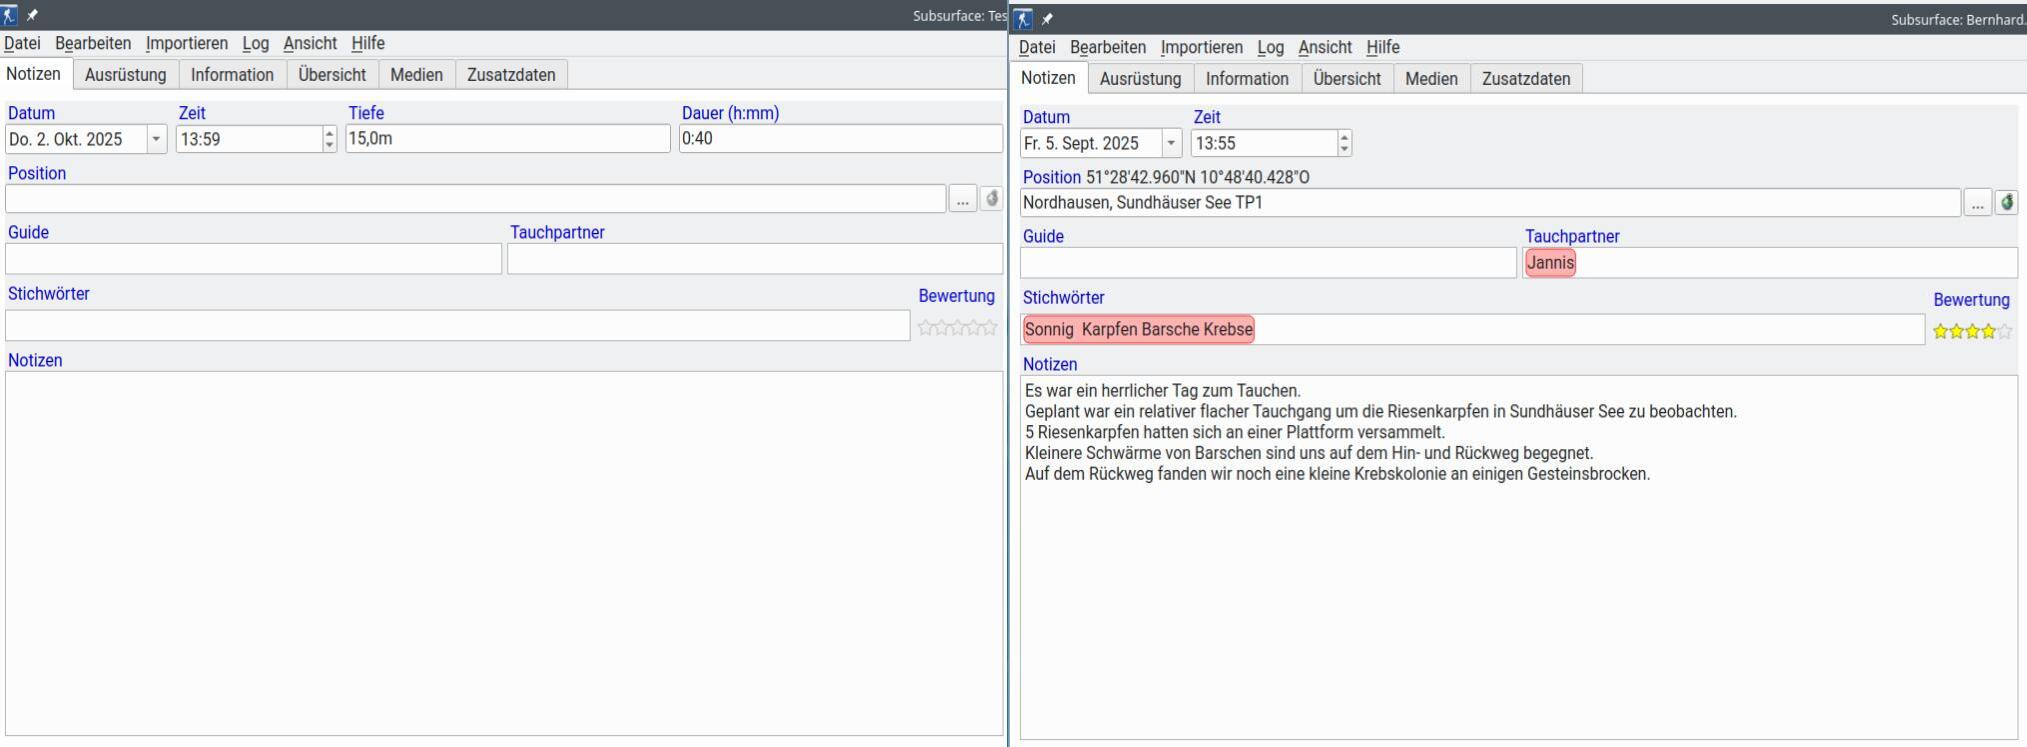 Subsurface: Tes
Datei Bearbeiten Importieren Log Ansicht Hilfe
Notizen Ausrüstung Information Übersicht Medien Zusatzdaten
Datum Zeit Tiefe Dauer (h:mm)
Do. 2. Okt. 2025 13:59 15,0m 0:40
Position
...
Guide Tauchpartner
Stichwörter
Bewertung
Notizen
Subsurface: Bernhard.
Datei Bearbeiten Importieren Log Ansicht Hilfe
Notizen Ausrüstung Information Übersicht Medien Zusatzdaten
Datum Zeit
Fr. 5. Sept. 2025 13:55
Position 51°28'42.960"N 10°48'40.428"O
Nordhausen, Sundhäuser See TP1 ...
Guide Tauchpartner
Jannis
Stichwörter
Bewertung
Sonnig Karpfen Barsche Krebse
Notizen
Es war ein herrlicher Tag zum Tauchen.
Geplant war ein relativer flacher Tauchgang um die Riesenkarpfen in Sundhäuser See zu beobachten.
5 Riesenkarpfen hatten sich an einer Plattform versammelt.
Kleinere Schwärme von Barschen sind uns auf dem Hin- und Rückweg begegnet.
Auf dem Rückweg fanden wir noch eine kleine Krebskolonie an einigen Gesteinsbrocken.